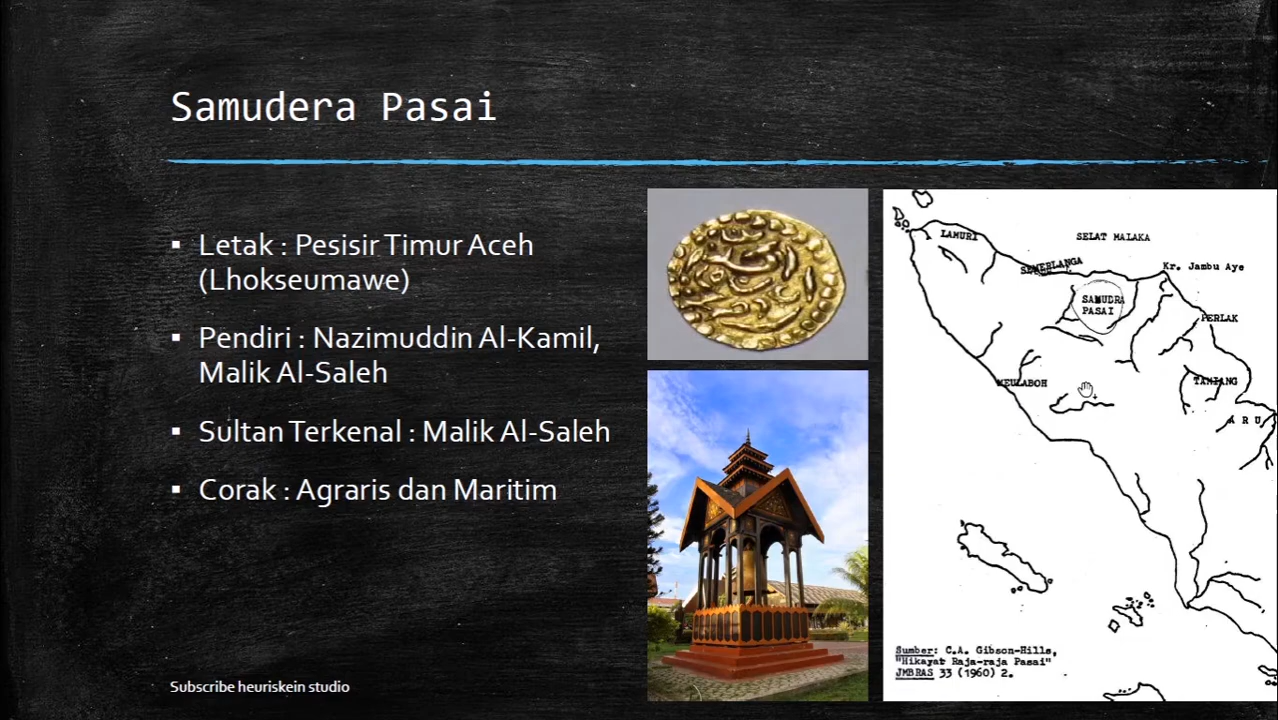 Samudera Pasai
▪ Letak : Pesisir Timur Aceh
(Lhokseumawe)
▪ Pendiri : Nazimuddin Al-Kamil,
Malik Al-Saleh
▪ Sultan Terkenal : Malik Al-Saleh
▪ Corak : Agraris dan Maritim
Subscribe heuriskein studio
LAMURI
SELAT MALAKA
SEMERLANGA
Kr. Jambu Aye
SAMUDRA
PASAI
PERLAK
MEULABOH
TAMIANG
A R U
Sumber: C.A. Gibson-Hills,
"Hikayat Raja-raja Pasai"
JMBRAS 33 (1960) 2.